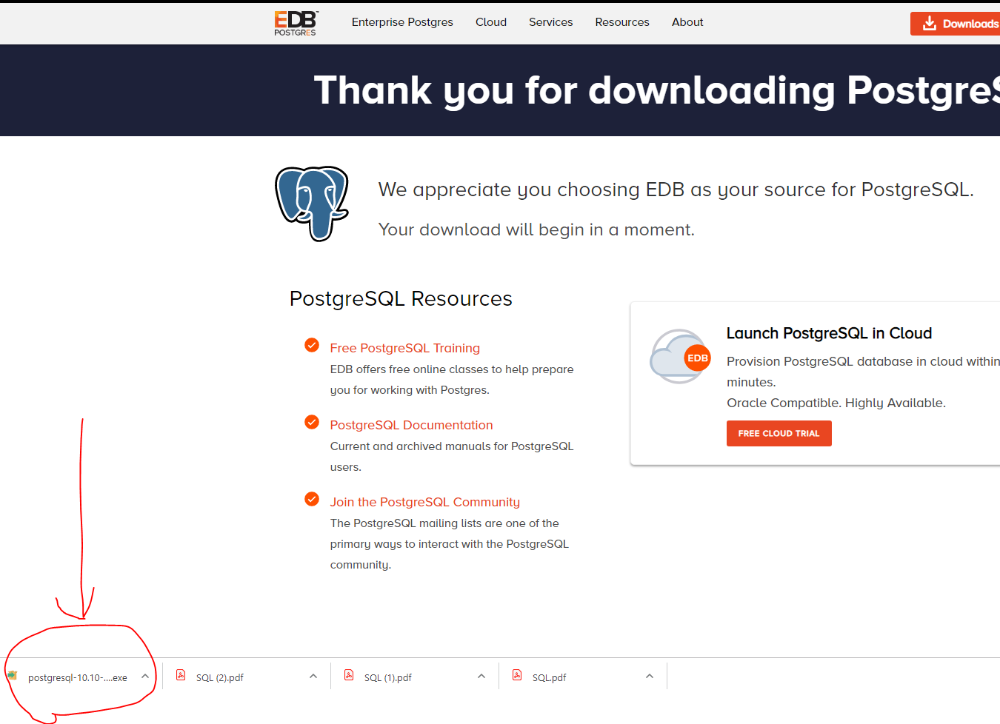 EDB
POSTGRES
Enterprise Postgres Cloud Services Resources About
Downloads
Thank you for downloading PostgreS
We appreciate you choosing EDB as your source for PostgreSQL.
Your download will begin in a moment.
PostgreSQL Resources
Free PostgreSQL Training
EDB offers free online classes to help prepare
you for working with Postgres.
PostgreSQL Documentation
Current and archived manuals for PostgreSQL
users.
Join the PostgreSQL Community
The PostgreSQL mailing lists are one of the
primary ways to interact with the PostgreSQL
community.
EDB
Launch PostgreSQL in Cloud
Provision PostgreSQL database in cloud within
minutes.
Oracle Compatible. Highly Available.
FREE CLOUD TRIAL
postgresql-10.10-....exe SQL (2).pdf SQL (1).pdf SQL.pdf